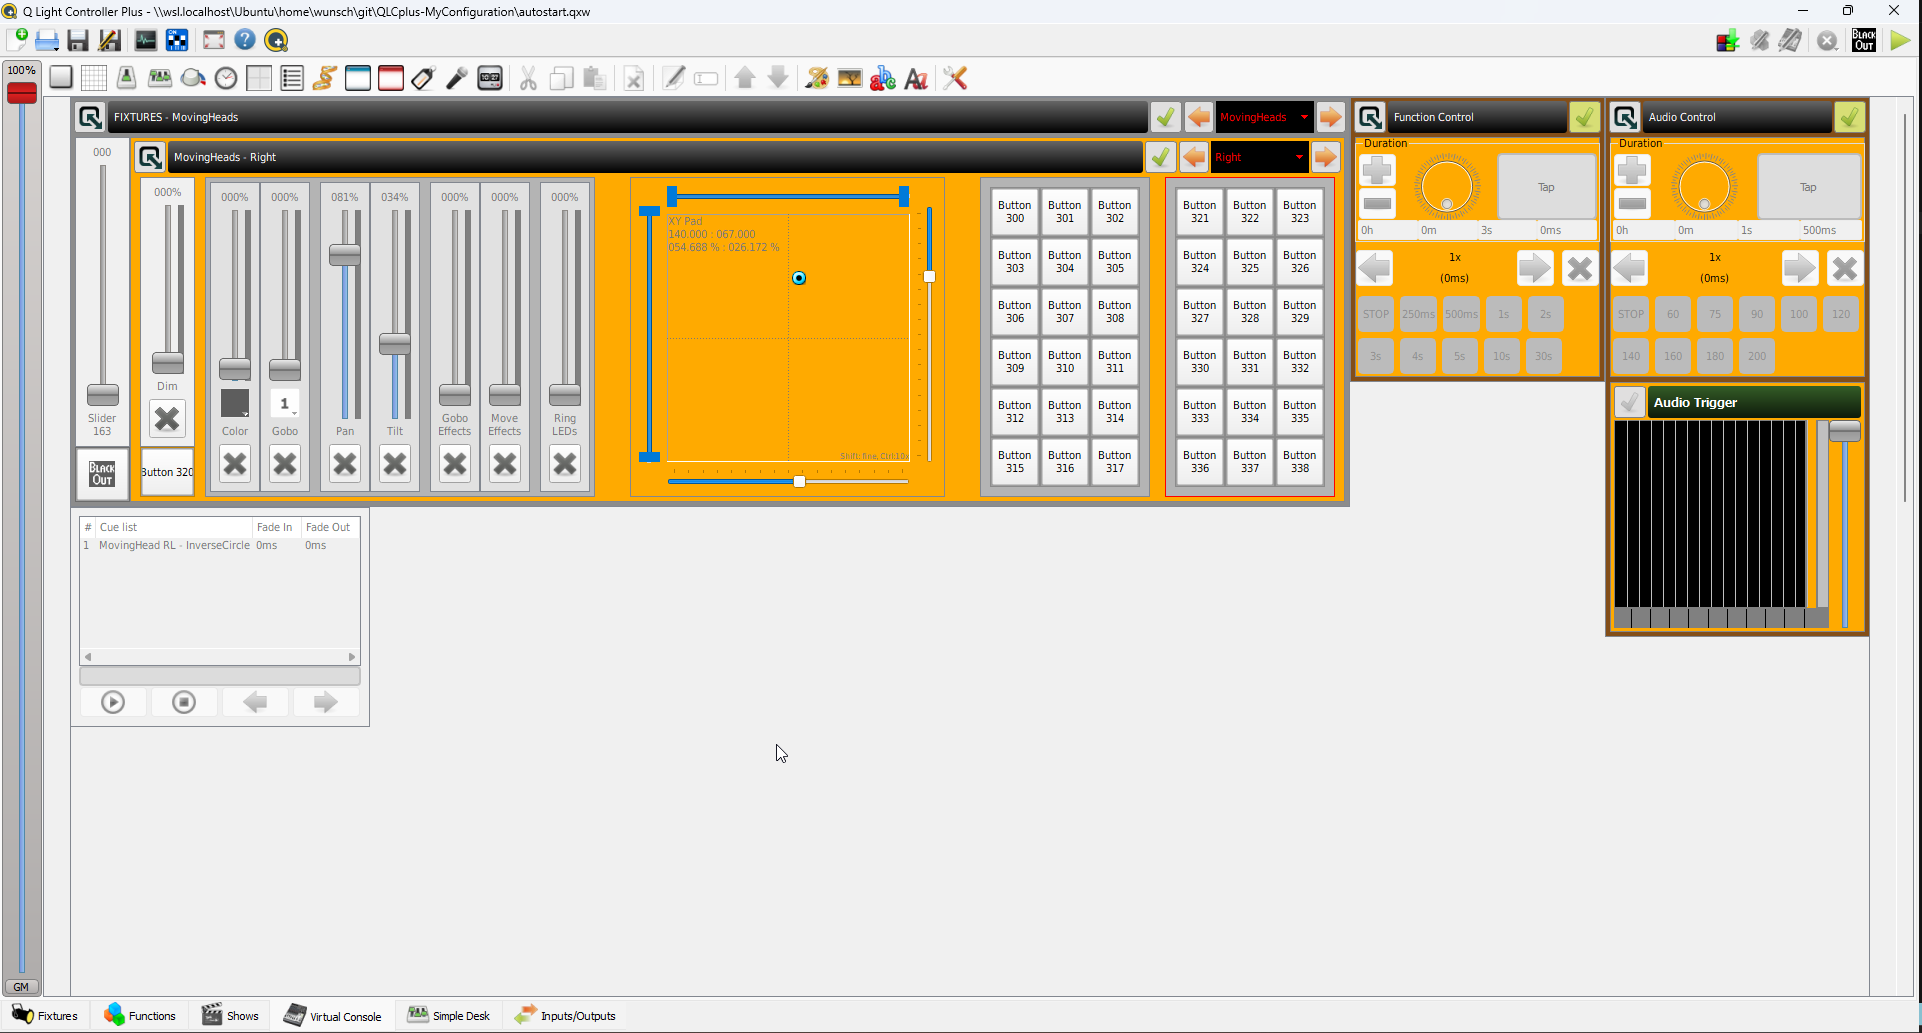 Q Light Controller Plus - \\wsl.localhost\Ubuntu\home\wunsch\git\QLCplus-MyConfiguration\autostart.qxw
BLACK OUT
100%
FIXTURES - MovingHeads
MovingHeads
Function Control
Audio Control
000
MovingHeads - Right
Right
Duration
Tap
0h 0m 3s 0ms
1x
(0ms)
STOP 250ms 500ms 1s 2s
3s 4s 5s 10s 30s
Duration
Tap
0h 0m 1s 500ms
1x
(0ms)
STOP 60 75 90 100 120
140 160 180 200
000%
Dim
Button 320
000% 000% 081% 034% 000% 000% 000%
1
Color Gobo Pan Tilt
Gobo Effects
Move Effects
Ring LEDs
Slider
163
BLACK OUT
XY Pad
140.000 : 067.000
054.688 % : 026.172 %
Shift: fine, Ctrl:10x
Button 300 Button 301 Button 302
Button 303 Button 304 Button 305
Button 306 Button 307 Button 308
Button 309 Button 310 Button 311
Button 312 Button 313 Button 314
Button 315 Button 316 Button 317
Button 321 Button 322 Button 323
Button 324 Button 325 Button 326
Button 327 Button 328 Button 329
Button 330 Button 331 Button 332
Button 333 Button 334 Button 335
Button 336 Button 337 Button 338
Audio Trigger
# Cue list Fade In Fade Out
1 MovingHead RL - InverseCircle 0ms 0ms
GM
Fixtures Functions Shows Virtual Console Simple Desk Inputs/Outputs